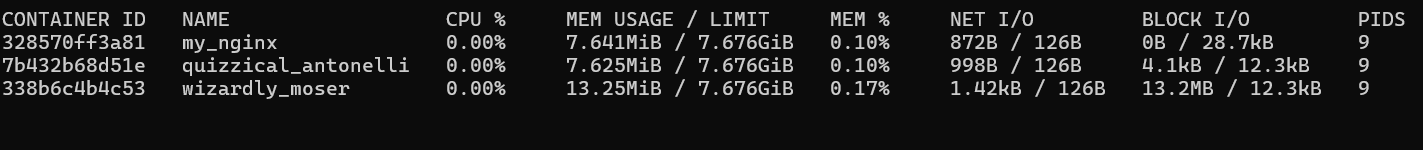 CONTAINER ID   NAME                  CPU %     MEM USAGE / LIMIT     MEM %     NET I/O          BLOCK I/O         PIDS
328570ff3a81   my_nginx              0.00%     7.641MiB / 7.676GiB   0.10%     872B / 126B      0B / 28.7kB       9
7b432b68d51e   quizzical_antonelli   0.00%     7.625MiB / 7.676GiB   0.10%     998B / 126B      4.1kB / 12.3kB    9
338b6c4b4c53   wizardly_moser        0.00%     13.25MiB / 7.676GiB   0.17%     1.42kB / 126B    13.2MB / 12.3kB   9